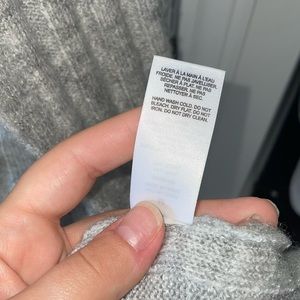 LAVER À LA MAIN À L'EAU
FROIDE. NE PAS JAVELLISER.
SÉCHER À PLAT. NE PAS
REPASSER. NE PAS
NETTOYER À SEC.
HAND WASH COLD. DO NOT
BLEACH. DRY FLAT. DO NOT
IRON. DO NOT DRY CLEAN.